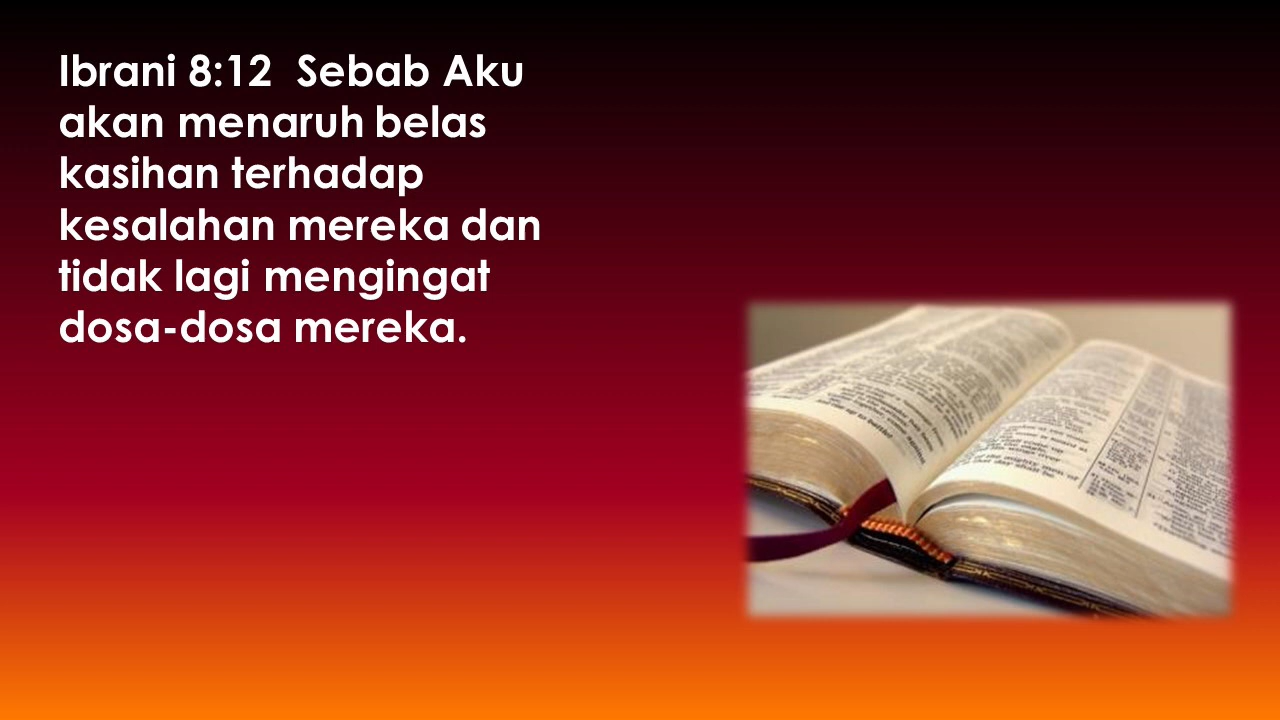 Ibrani 8:12  Sebab Aku
akan menaruh belas
kasihan terhadap
kesalahan mereka dan
tidak lagi mengingat
dosa-dosa mereka.